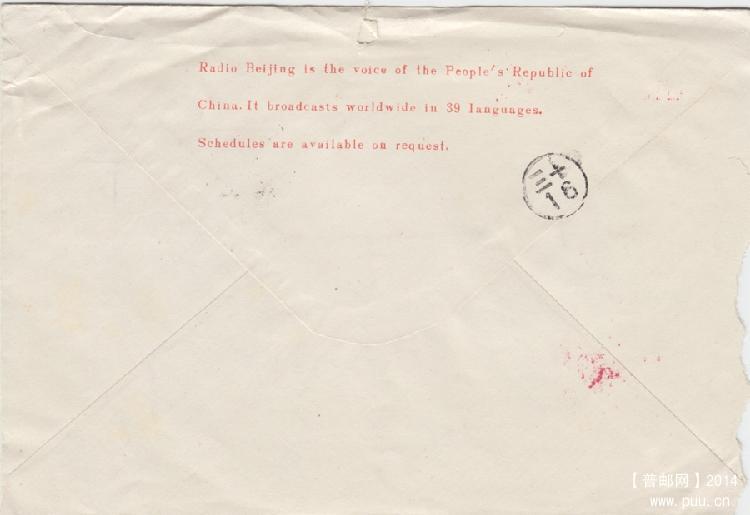 Radio Beijing is the voice of the People's Republic of
China. It broadcasts worldwide in 39 languages.
Schedules are available on request.
【普邮网】2014
www.puu.cn